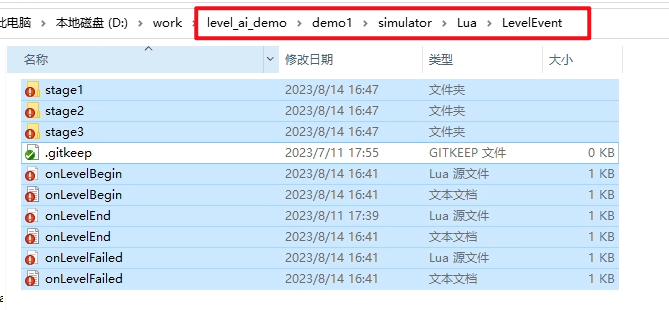 此电脑 > 本地磁盘 (D:) > work > level_ai_demo > demo1 > simulator > Lua > LevelEvent
名称 修改日期 类型 大小
stage1 2023/8/14 16:47 文件夹
stage2 2023/8/14 16:47 文件夹
stage3 2023/8/14 16:47 文件夹
.gitkeep 2023/7/11 17:55 GITKEEP 文件 0 KB
onLevelBegin 2023/8/14 16:41 Lua 源文件 1 KB
onLevelBegin 2023/8/14 16:41 文本文档 1 KB
onLevelEnd 2023/8/11 17:39 Lua 源文件 1 KB
onLevelEnd 2023/8/14 16:41 文本文档 1 KB
onLevelFailed 2023/8/14 16:41 Lua 源文件 1 KB
onLevelFailed 2023/8/14 16:41 文本文档 1 KB